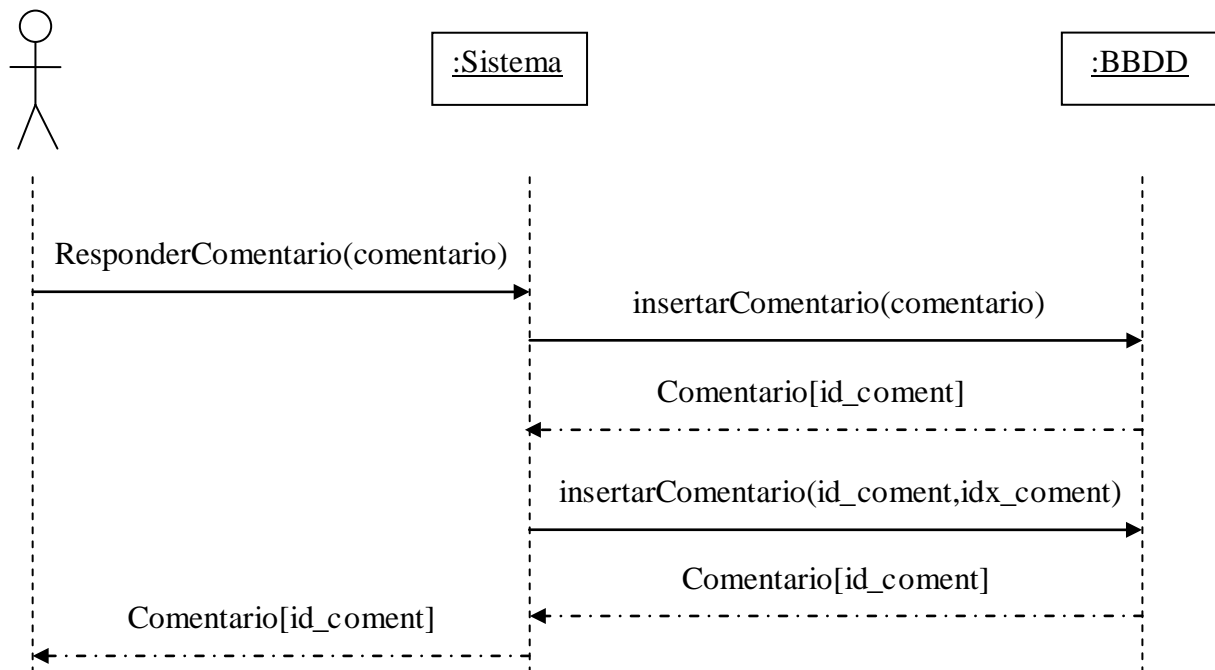 :Sistema
:BBDD
ResponderComentario(comentario)
insertarComentario(comentario)
Comentario[id_coment]
insertarComentario(id_coment,idx_coment)
Comentario[id_coment]
Comentario[id_coment]